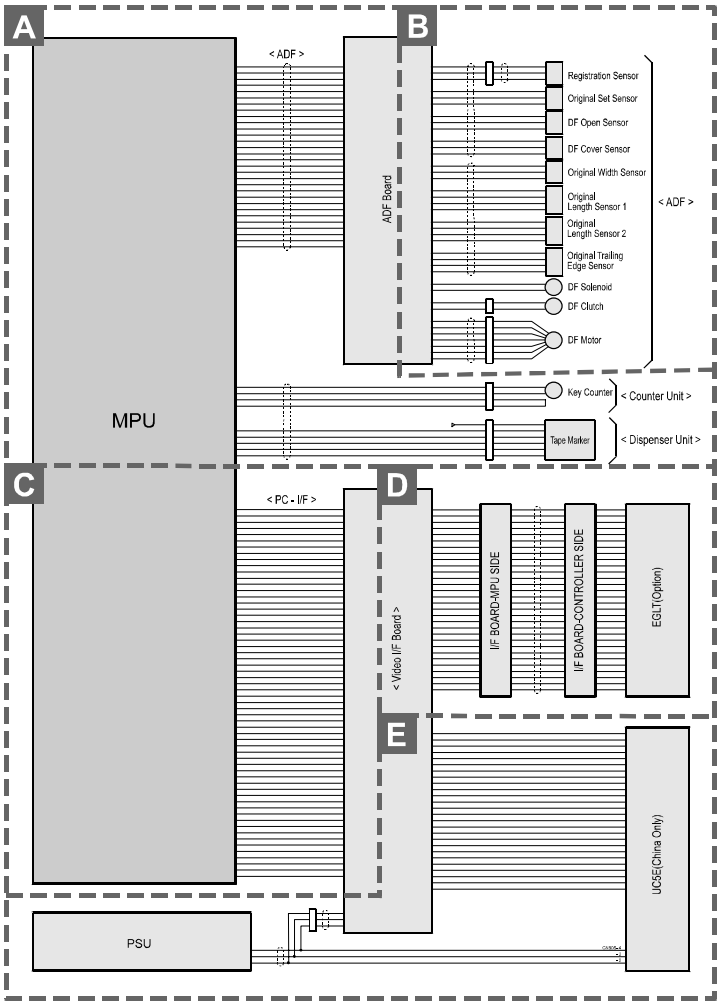 A
B
< ADF >
Registration Sensor
Original Set Sensor
DF Open Sensor
DF Cover Sensor
Original Width Sensor
Original
Length Sensor 1
Original
Length Sensor 2
Original Trailing
Edge Sensor
DF Solenoid
DF Clutch
DF Motor
< ADF >
ADF Board
MPU
Key Counter
< Counter Unit >
Tape Marker
< Dispenser Unit >
C
< PC - I/F >
D
< Video I/F Board >
I/F BOARD-MPU SIDE
I/F BOARD-CONTROLLER SIDE
EGLT(Option)
E
UC5E(China Only)
PSU